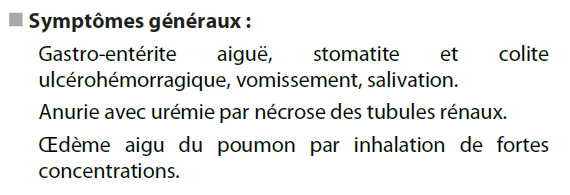 Symptômes généraux :
Gastro-entérite aiguë, stomatite et colite
ulcérohémorragique, vomissement, salivation.
Anurie avec urémie par nécrose des tubules rénaux.
Œdème aigu du poumon par inhalation de fortes
concentrations.